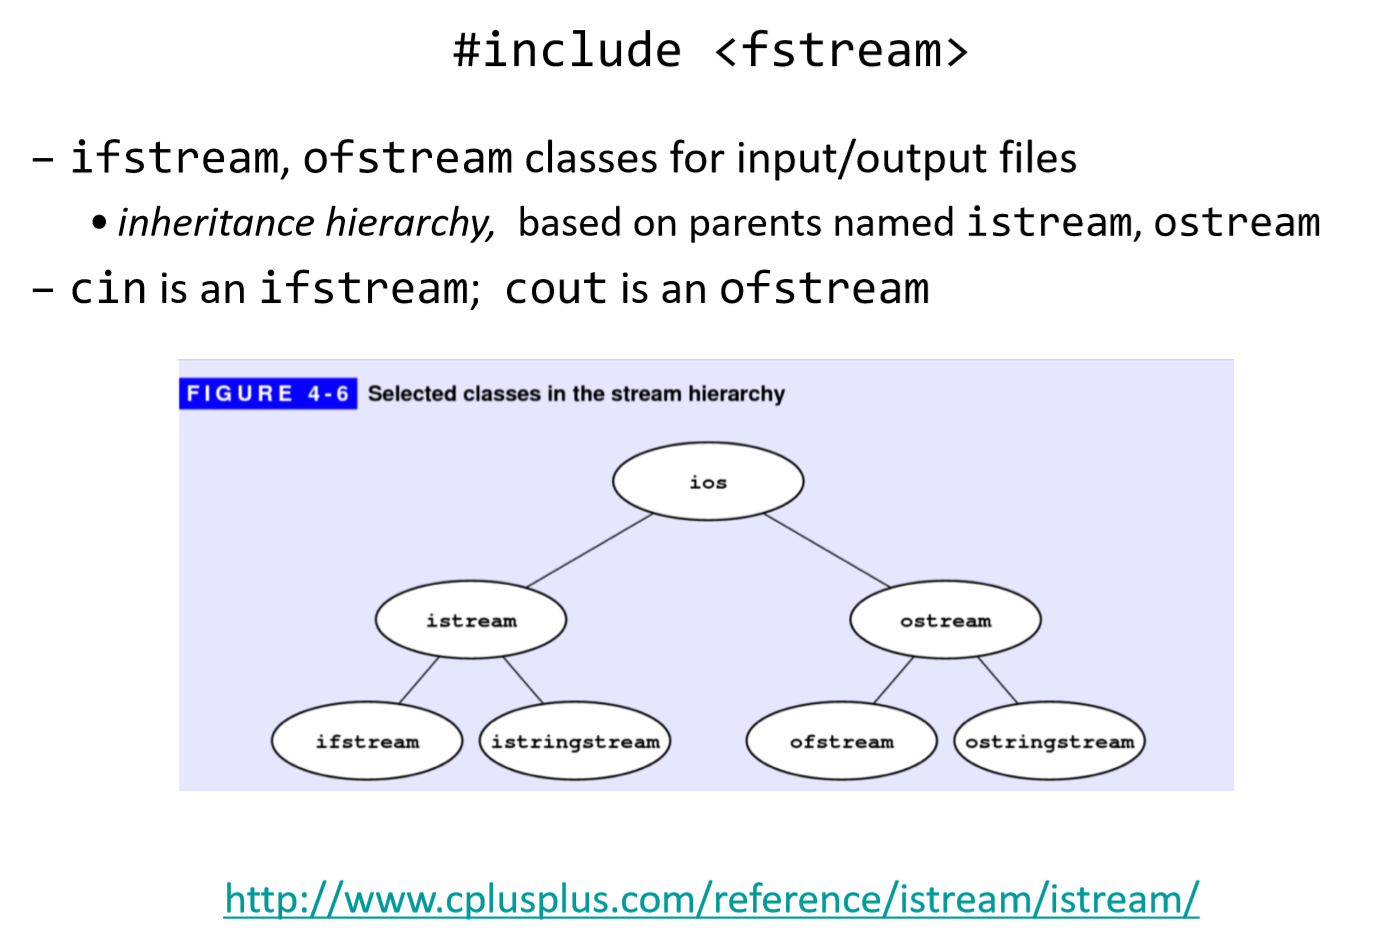 #include <fstream>
– ifstream, ofstream classes for input/output files
• inheritance hierarchy, based on parents named istream, ostream
– cin is an ifstream; cout is an ofstream
FIGURE 4-6 Selected classes in the stream hierarchy
ios
istream ostream
ifstream istringstream ofstream ostringstream
http://www.cplusplus.com/reference/istream/istream/